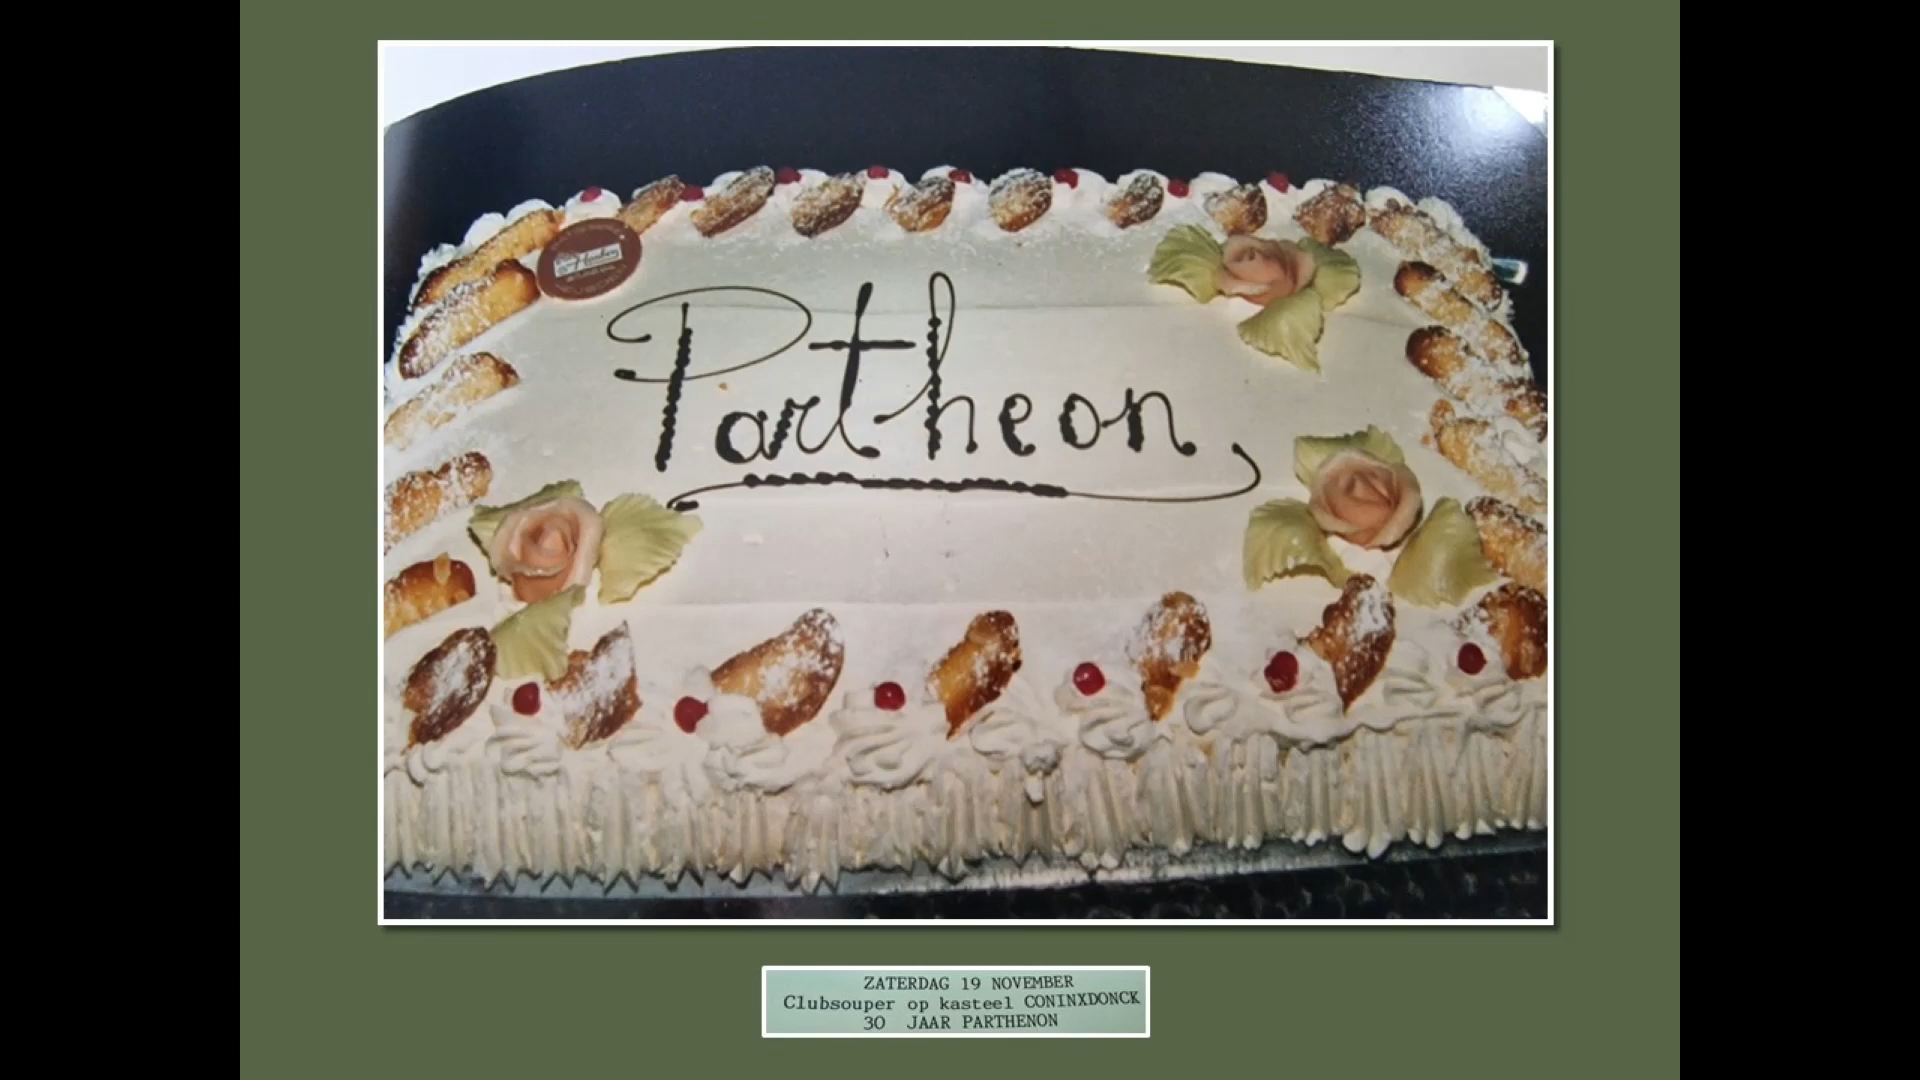 Partheon
ZATERDAG 19 NOVEMBER
Clubsouper op kasteel CONINXDONCK
30 JAAR PARTHENON